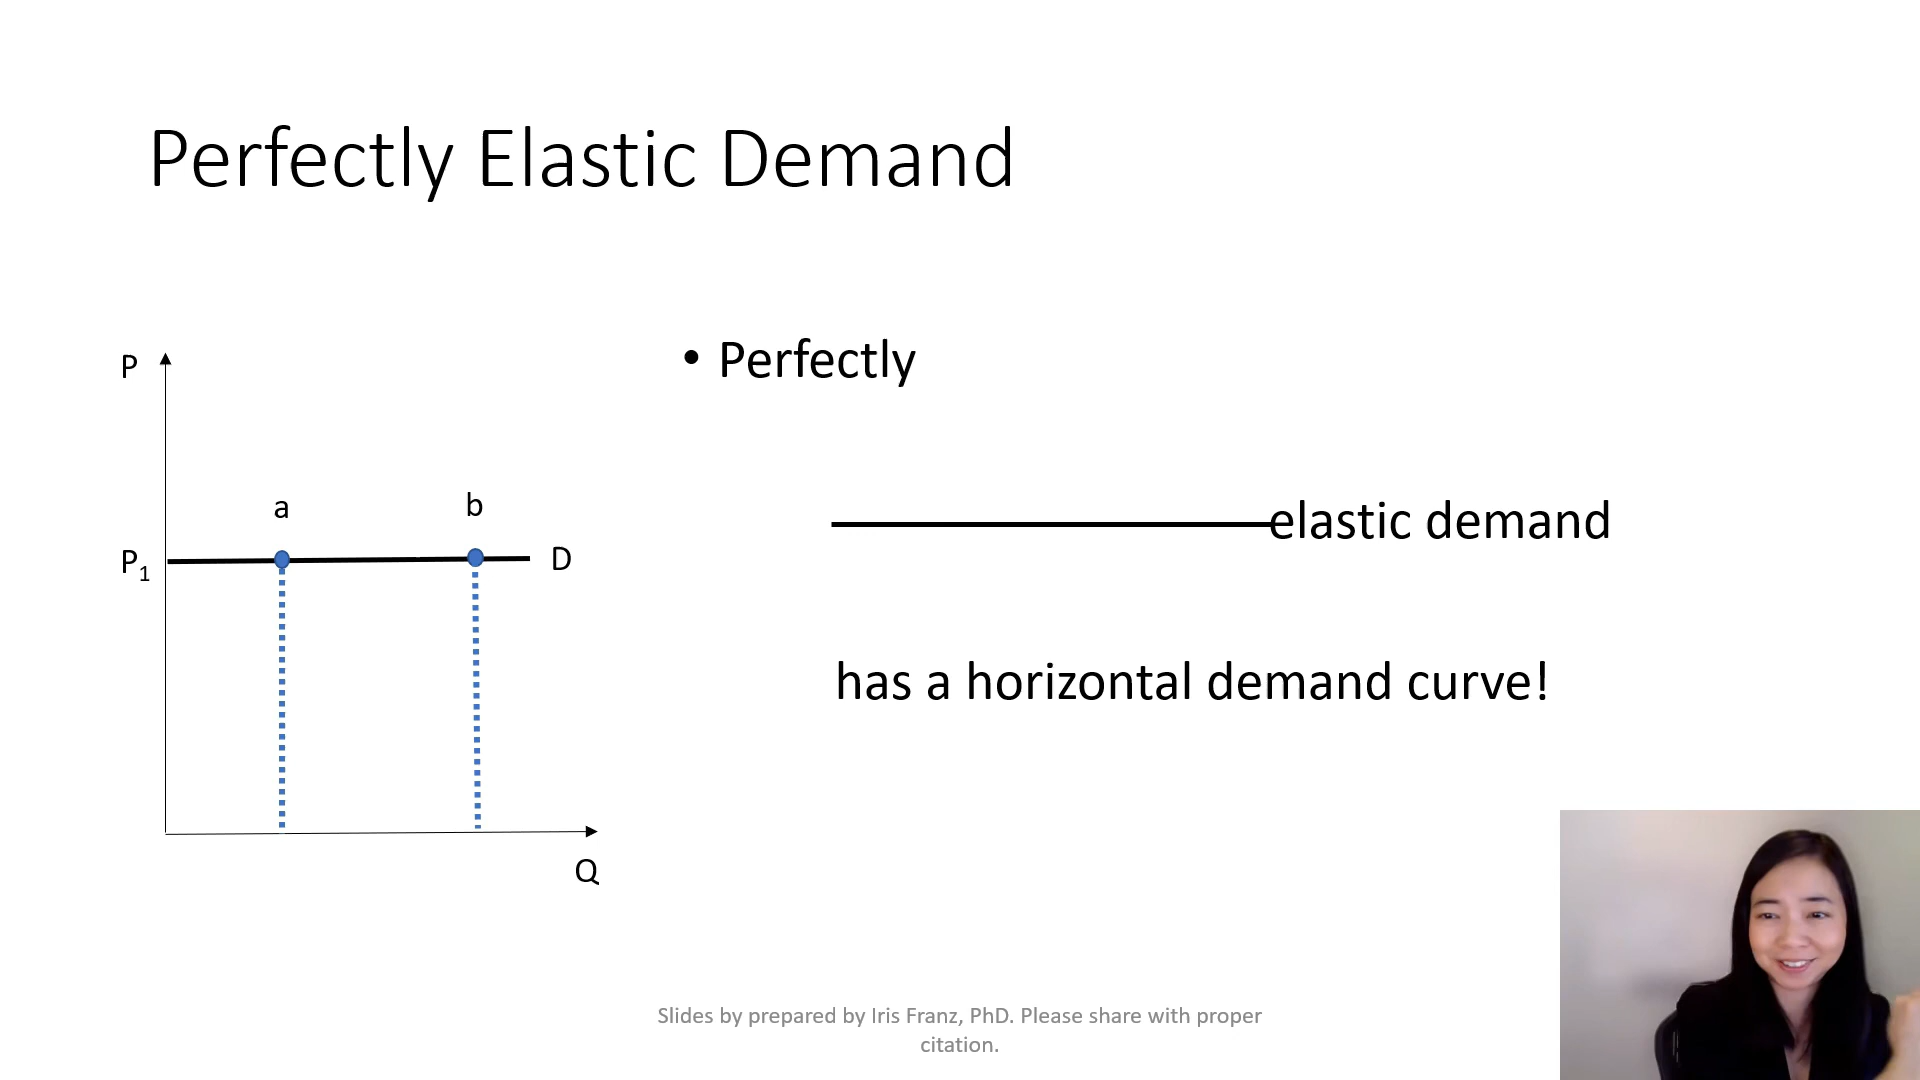 Perfectly Elastic Demand
P
• Perfectly
a
b
elastic demand
P₁
D
has a horizontal demand curve!
Q
Slides by prepared by Iris Franz, PhD. Please share with proper
citation.